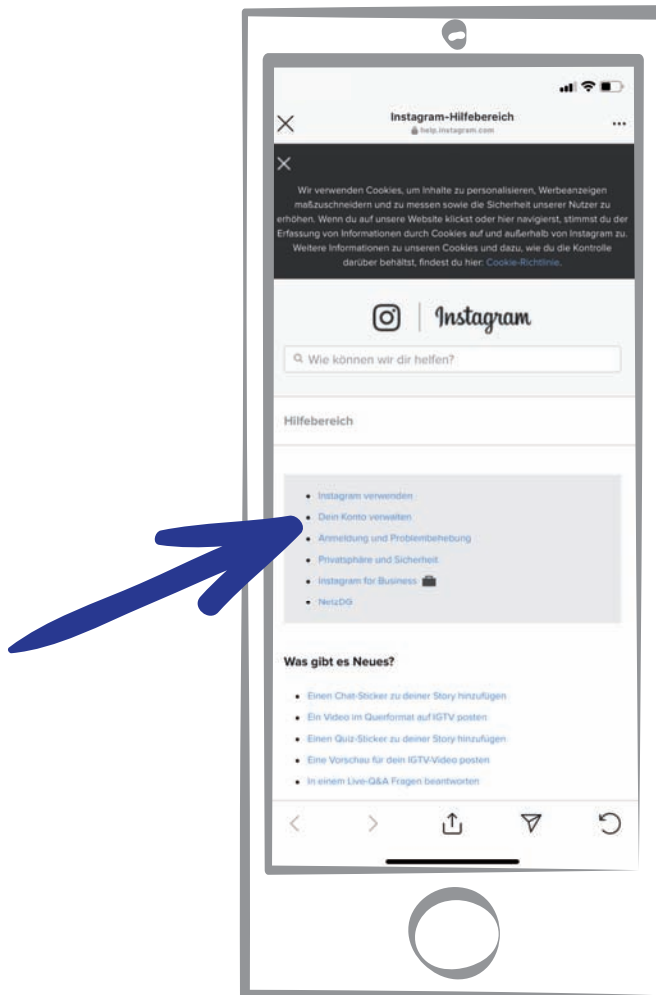 Instagram-Hilfebereich
help.instagram.com
Wir verwenden Cookies, um Inhalte zu personalisieren, Werbeanzeigen
maßzuschneidern und zu messen sowie die Sicherheit unserer Nutzer zu
erhöhen. Wenn du auf unsere Website klickst oder hier navigierst, stimmst du der
Erfassung von Informationen durch Cookies auf und außerhalb von Instagram zu.
Weitere Informationen zu unseren Cookies und dazu, wie du die Kontrolle
darüber behältst, findest du hier: Cookie-Richtlinie.
Instagram
Wie können wir dir helfen?
Hilfebereich
Instagram verwenden
Dein Konto verwalten
Anmeldung und Problembehebung
Privatsphäre und Sicherheit
Instagram for Business
NetzDG
Was gibt es Neues?
Einen Chat-Sticker zu deiner Story hinzufügen
Ein Video im Querformat auf IGTV posten
Einen Quiz-Sticker zu deiner Story hinzufügen
Eine Vorschau für dein IGTV-Video posten
In einem Live-Q&A Fragen beantworten